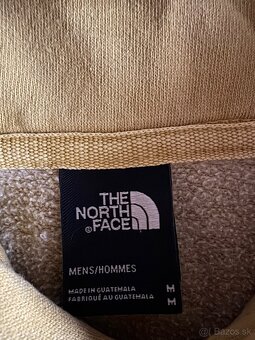 THE
NORTH
FACE
®
MENS/HOMMES
MADE IN GUATEMALA
FABRIQUÉ AU GUATEMALA
M
M
Bazos.sk